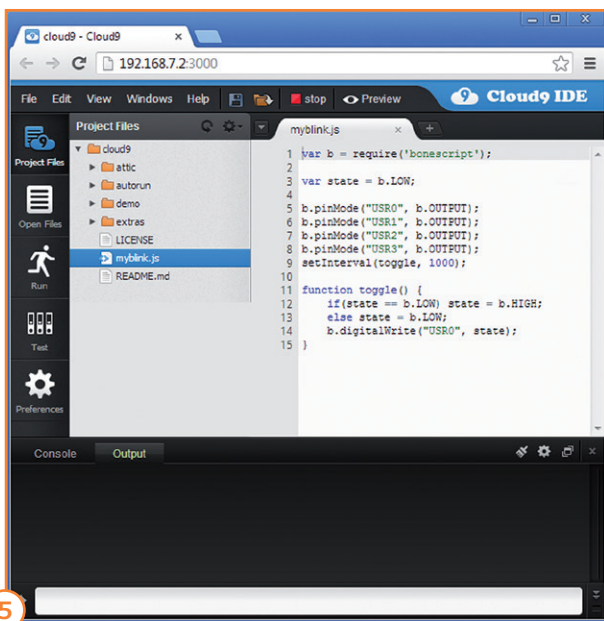 cloud9 - Cloud9
192.168.7.2:3000
File Edit View Windows Help stop Preview 9 Cloud9 IDE
Project Files
Open Files
Run
Test
Preferences
Project Files
cloud9
attic
autorun
demo
extras
LICENSE
myblink.js
README.md
myblink.js
1 var b = require('bonescript');
2
3 var state = b.LOW;
4
5 b.pinMode("USR0", b.OUTPUT);
6 b.pinMode("USR1", b.OUTPUT);
7 b.pinMode("USR2", b.OUTPUT);
8 b.pinMode("USR3", b.OUTPUT);
9 setInterval(toggle, 1000);
10
11 function toggle() {
12     if(state == b.LOW) state = b.HIGH;
13     else state = b.LOW;
14     b.digitalWrite("USR0", state);
15 }
Console Output
5